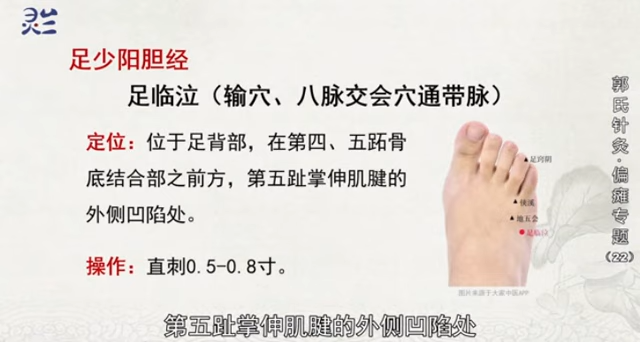 灵兰
足少阳胆经
足临泣（输穴、八脉交会穴通带脉）
定位：位于足背部，在第四、五跖骨
底结合部之前方，第五趾掌伸肌腱的
外侧凹陷处。
操作：直刺0.5-0.8寸。
足窍阴
侠溪
地五会
足临泣
图片来源于大家中医APP
郭氏针灸·偏瘫专题（22）
第五趾掌伸肌腱的外侧凹陷处